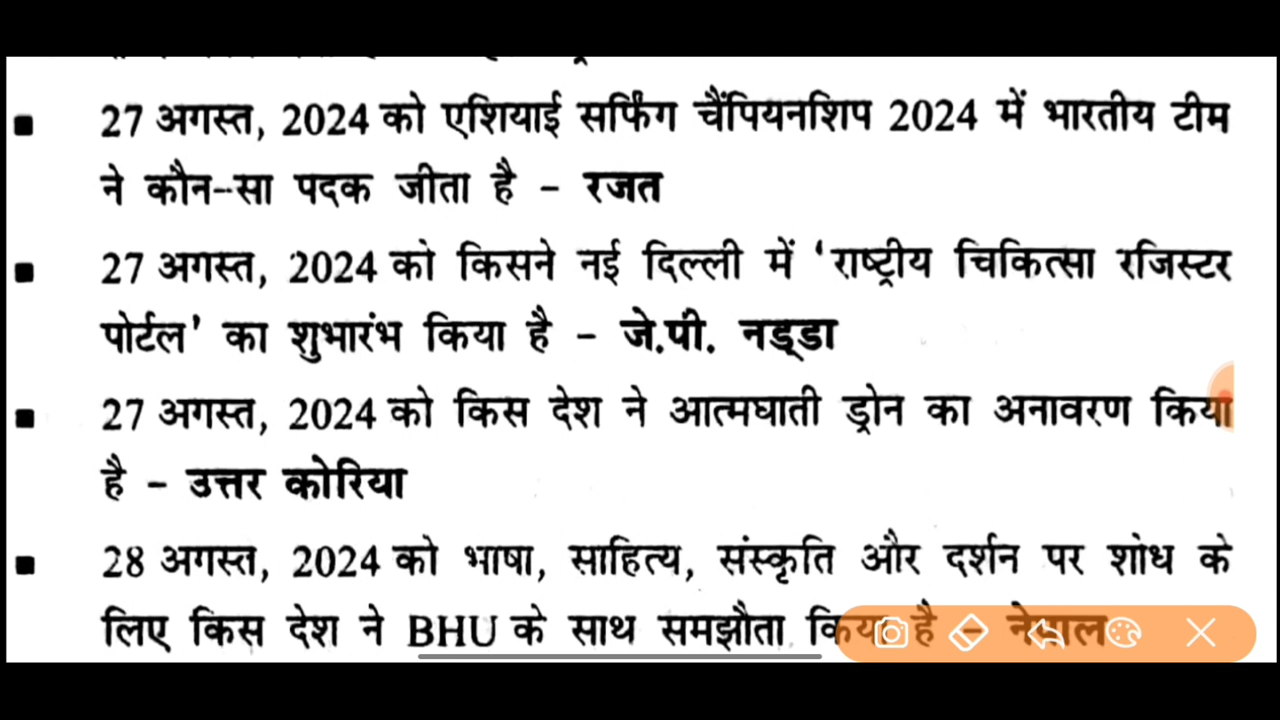 ■ 27 अगस्त, 2024 को एशियाई सर्फिंग चैंपियनशिप 2024 में भारतीय टीम
ने कौन-सा पदक जीता है - रजत
■ 27 अगस्त, 2024 को किसने नई दिल्ली में ‘राष्ट्रीय चिकित्सा रजिस्टर
पोर्टल’ का शुभारंभ किया है - जे.पी. नड्डा
■ 27 अगस्त, 2024 को किस देश ने आत्मघाती ड्रोन का अनावरण किया
है - उत्तर कोरिया
■ 28 अगस्त, 2024 को भाषा, साहित्य, संस्कृति और दर्शन पर शोध के
लिए किस देश ने BHU के साथ समझौता किया है - नेपाल